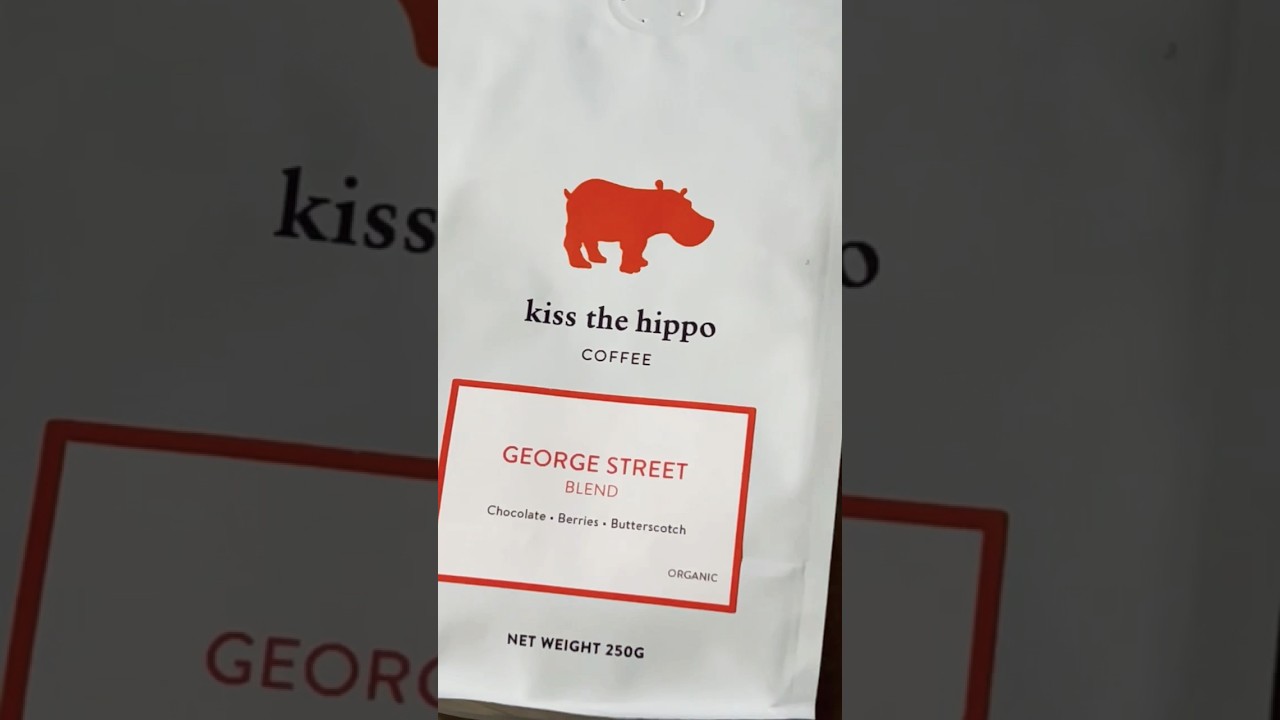 kiss the hippo
COFFEE
GEORGE STREET
BLEND
Chocolate • Berries • Butterscotch
ORGANIC
NET WEIGHT 250G